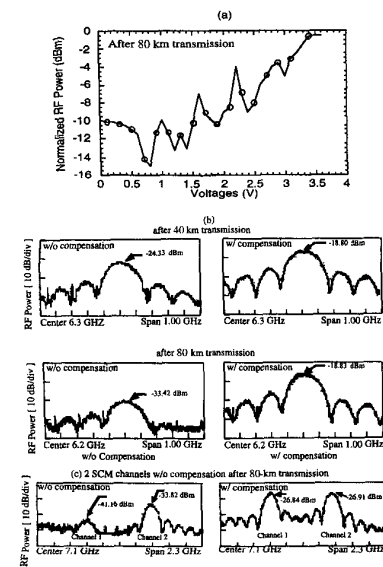 (a)
After 80 km transmission
Normalized RF Power (dBm)
0
-2
-4
-6
-8
-10
-12
-14
-16
0 0.5 1 1.5 2 2.5 3 3.5 4
Voltages (V)
(b)
after 40 km transmission
RF Power [ 10 dB/div ]
w/o compensation
-24.33 dBm
Center 6.3 GHZ Span 1.00 GHz
w/ compensation
-18.80 dBm
Center 6.3 GHz Span 1.00 GHz
after 80 km transmission
RF Power [ 10 dB/div ]
w/o compensation
-33.42 dBm
Center 6.2 GHz Span 1.00 GHz
w/o Compensation
w/ compensation
-18.83 dBm
Center 6.2 GHz Span 1.00 GHz
w/ compensation
(c) 2 SCM channels w/o compensation after 80-km transmission
RF Power [ 10 dB/div ]
w/o compensation
-41.16 dBm
-33.82 dBm
Channel 1 Channel 2
Center 7.1 GHz Span 2.3 GHz
w/ compensation
-26.84 dBm
-26.91 dBm
Channel 1 Channel 2
Center 7.1 GHz Span 2.3 GHz